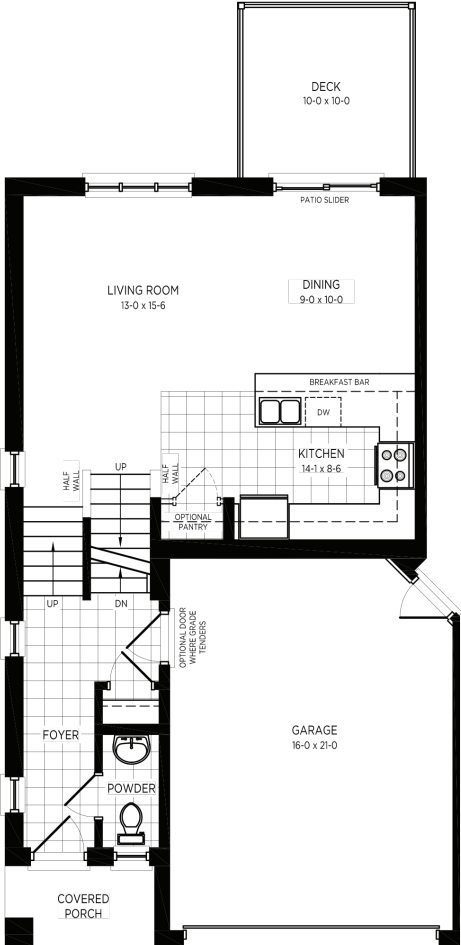 DECK
10-0 x 10-0
PATIO SLIDER
LIVING ROOM
13-0 x 15-6
DINING
9-0 x 10-0
BREAKFAST BAR
DW
KITCHEN
14-1 x 8-6
UP
HALF
WALL
HALF
WALL
OPTIONAL
PANTRY
UP
DN
OPTIONAL DOOR
WHERE GRADE
TENDERS
FOYER
GARAGE
16-0 x 21-0
POWDER
COVERED
PORCH